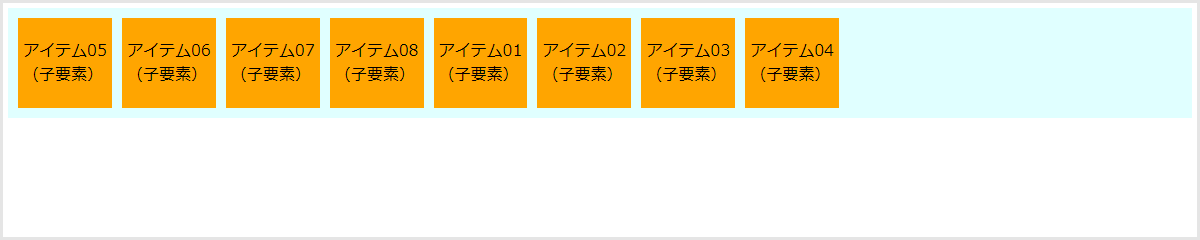 アイテム05
（子要素）
アイテム06
（子要素）
アイテム07
（子要素）
アイテム08
（子要素）
アイテム01
（子要素）
アイテム02
（子要素）
アイテム03
（子要素）
アイテム04
（子要素）